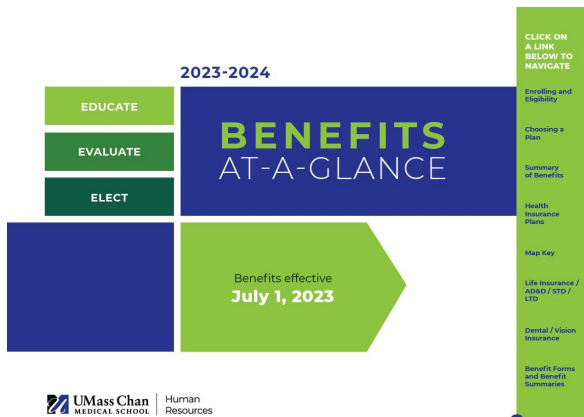 2023-2024
EDUCATE
EVALUATE
ELECT
BENEFITS
AT-A-GLANCE
Benefits effective
July 1, 2023
UMass Chan
MEDICAL SCHOOL
Human
Resources
CLICK ON
A LINK
BELOW TO
NAVIGATE
Enrolling and
Eligibility
Choosing a
Plan
Summary
of Benefits
Health
Insurance
Plans
Map Key
Life Insurance /
AD&D / STD /
LTD
Dental / Vision
Insurance
Benefit Forms
and Benefit
Summaries